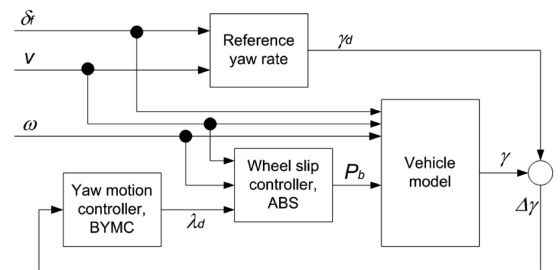 δf
V
ω
Reference
yaw rate
γd
Yaw motion
controller,
BYMC
λd
Wheel slip
controller,
ABS
Pb
Vehicle
model
γ
Δγ